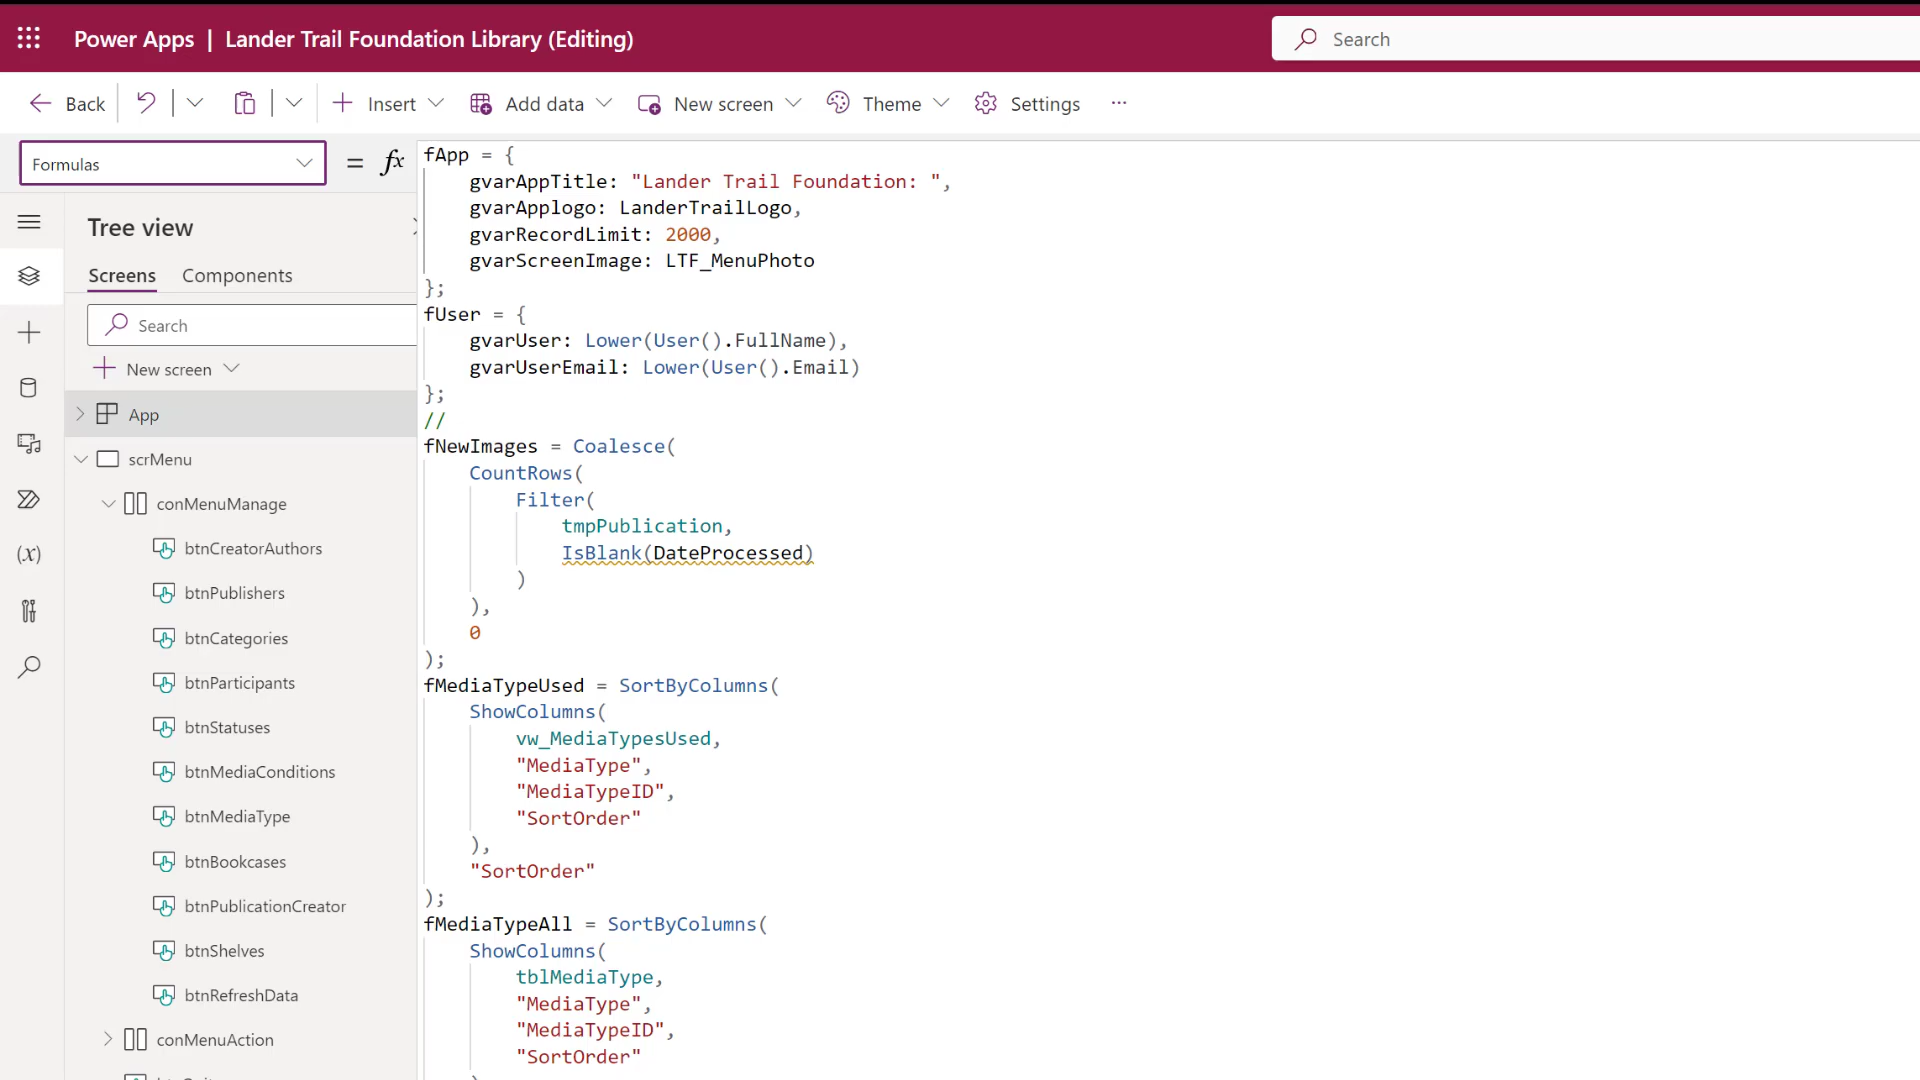 Power Apps | Lander Trail Foundation Library (Editing)
Search
Back
Insert
Add data
New screen
Theme
Settings
Formulas
= fx
fApp = {
gvarAppTitle: "Lander Trail Foundation: ",
gvarApplogo: LanderTrailLogo,
gvarRecordLimit: 2000,
gvarScreenImage: LTF_MenuPhoto
};
fUser = {
gvarUser: Lower(User().FullName),
gvarUserEmail: Lower(User().Email)
};
//
fNewImages = Coalesce(
CountRows(
Filter(
tmpPublication,
IsBlank(DateProcessed)
)
),
0
);
fMediaTypeUsed = SortByColumns(
ShowColumns(
vw_MediaTypesUsed,
"MediaType",
"MediaTypeID",
"SortOrder"
),
"SortOrder"
);
fMediaTypeAll = SortByColumns(
ShowColumns(
tblMediaType,
"MediaType",
"MediaTypeID",
"SortOrder"
Tree view
Screens
Components
Search
New screen
App
scrMenu
conMenuManage
btnCreatorAuthors
btnPublishers
btnCategories
btnParticipants
btnStatuses
btnMediaConditions
btnMediaType
btnBookcases
btnPublicationCreator
btnShelves
btnRefreshData
conMenuAction
(x)